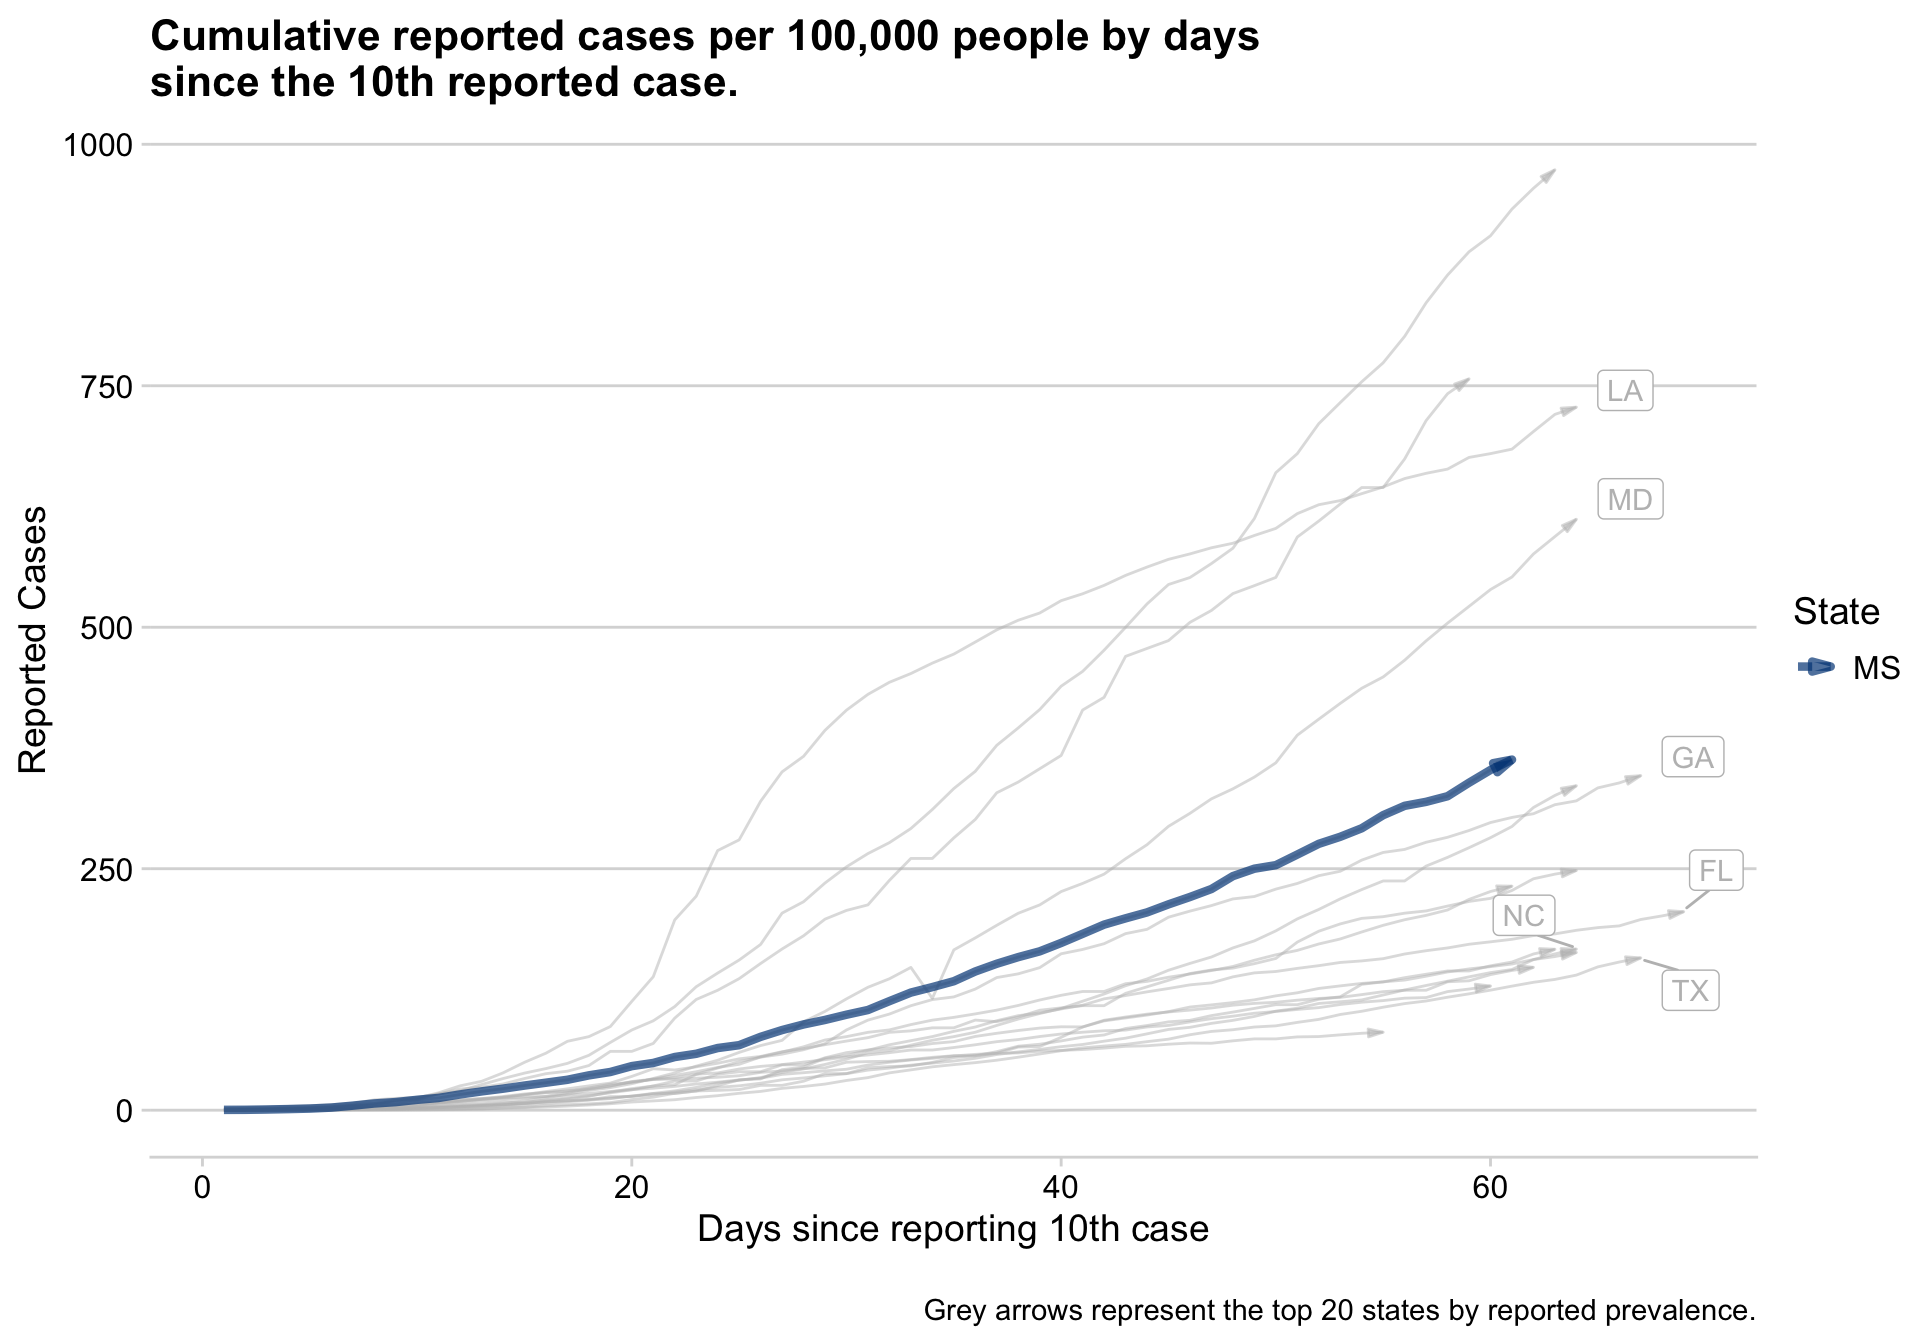 Cumulative reported cases per 100,000 people by days
since the 10th reported case.
1000
750
500
250
0
Reported Cases
LA
MD
GA
FL
NC
TX
State
MS
0
20
40
60
Days since reporting 10th case
Grey arrows represent the top 20 states by reported prevalence.